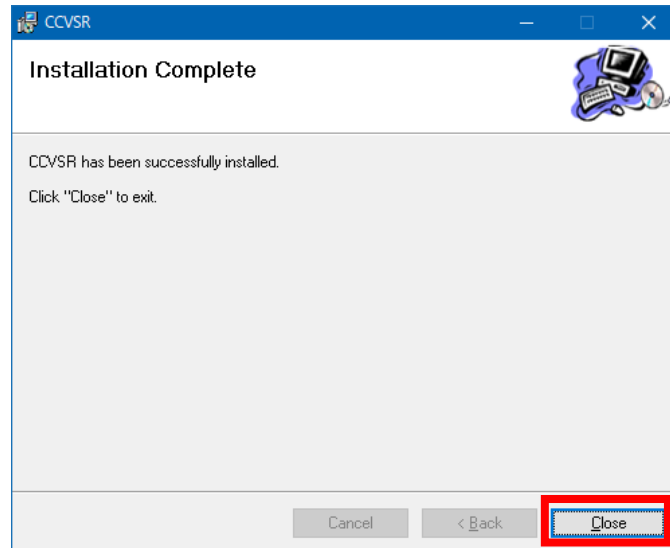 CCVSR
Installation Complete
CCVSR has been successfully installed.
Click "Close" to exit.
Cancel
< Back
Close